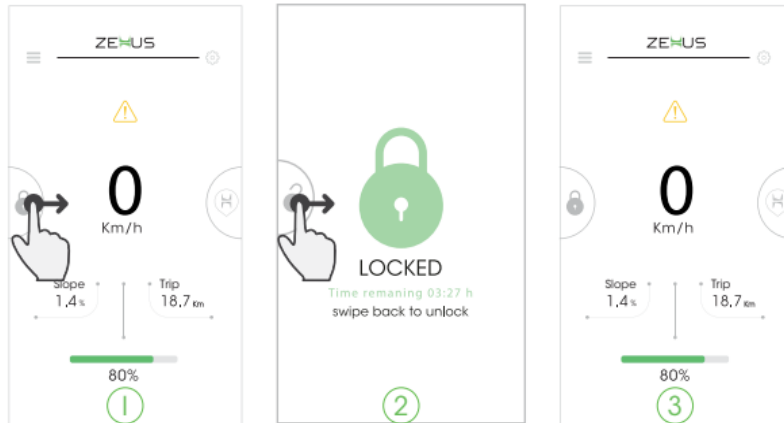 ZEHUS
0
Km/h
Slope
1,4 %
Trip
18,7 Km
80%
1
LOCKED
Time remaning 03:27 h
swipe back to unlock
2
ZEHUS
0
Km/h
Slope
1,4 %
Trip
18,7 Km
80%
3